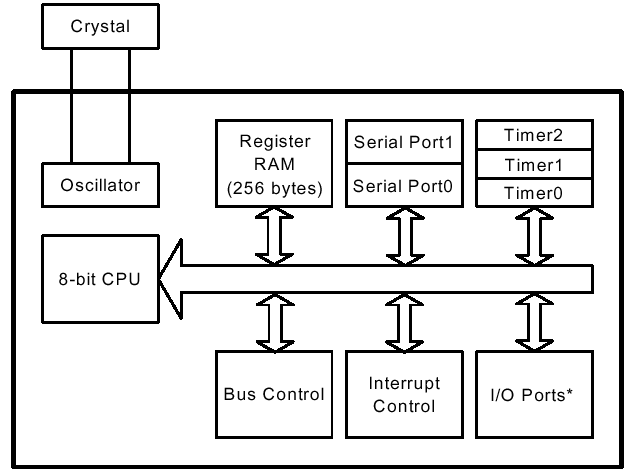 Crystal
Oscillator
8-bit CPU
Register
RAM
(256 bytes)
Serial Port1
Serial Port0
Timer2
Timer1
Timer0
Bus Control
Interrupt
Control
I/O Ports*